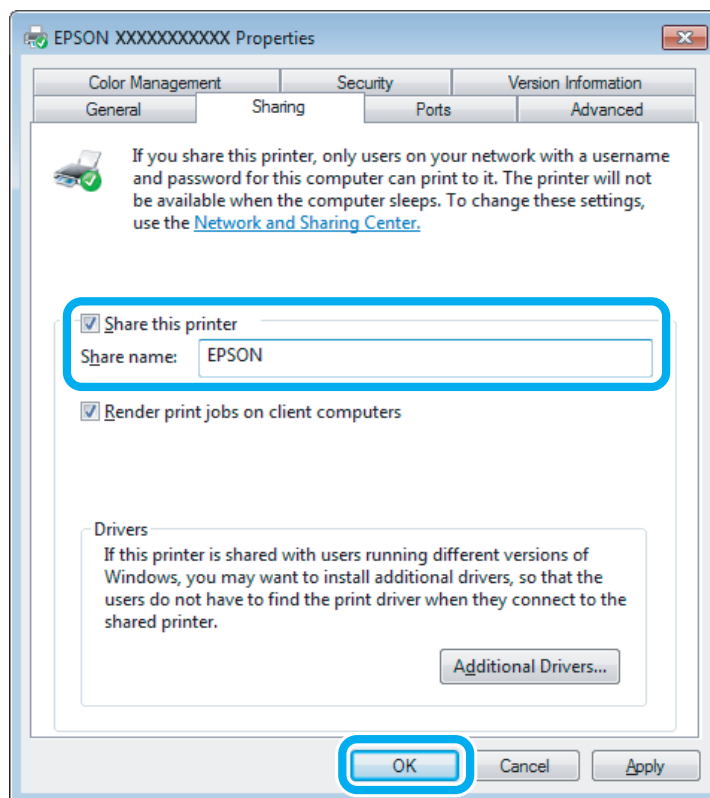 EPSON XXXXXXXXXXX Properties
Color Management Security Version Information
General Sharing Ports Advanced
If you share this printer, only users on your network with a username
and password for this computer can print to it. The printer will not
be available when the computer sleeps. To change these settings,
use the Network and Sharing Center.
Share this printer
Share name: EPSON
Render print jobs on client computers
Drivers
If this printer is shared with users running different versions of
Windows, you may want to install additional drivers, so that the
users do not have to find the print driver when they connect to the
shared printer.
Additional Drivers...
OK Cancel Apply